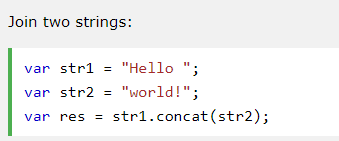 Join two strings:
var str1 = "Hello ";
var str2 = "world!";
var res = str1.concat(str2);